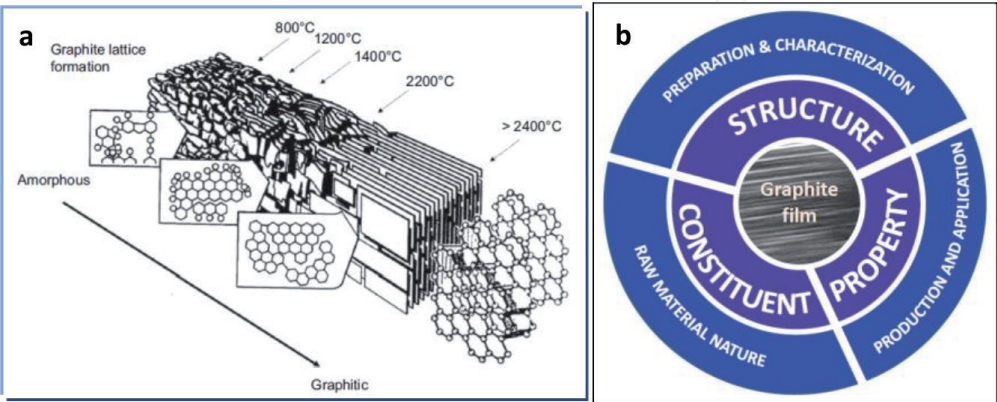 a
Graphite lattice
formation
800°C
1200°C
1400°C
2200°C
> 2400°C
Amorphous
Graphitic
b
PREPARATION & CHARACTERIZATION
STRUCTURE
Graphite
film
CONSTITUENT
PROPERTY
RAW MATERIAL NATURE
PRODUCTION AND APPLICATION